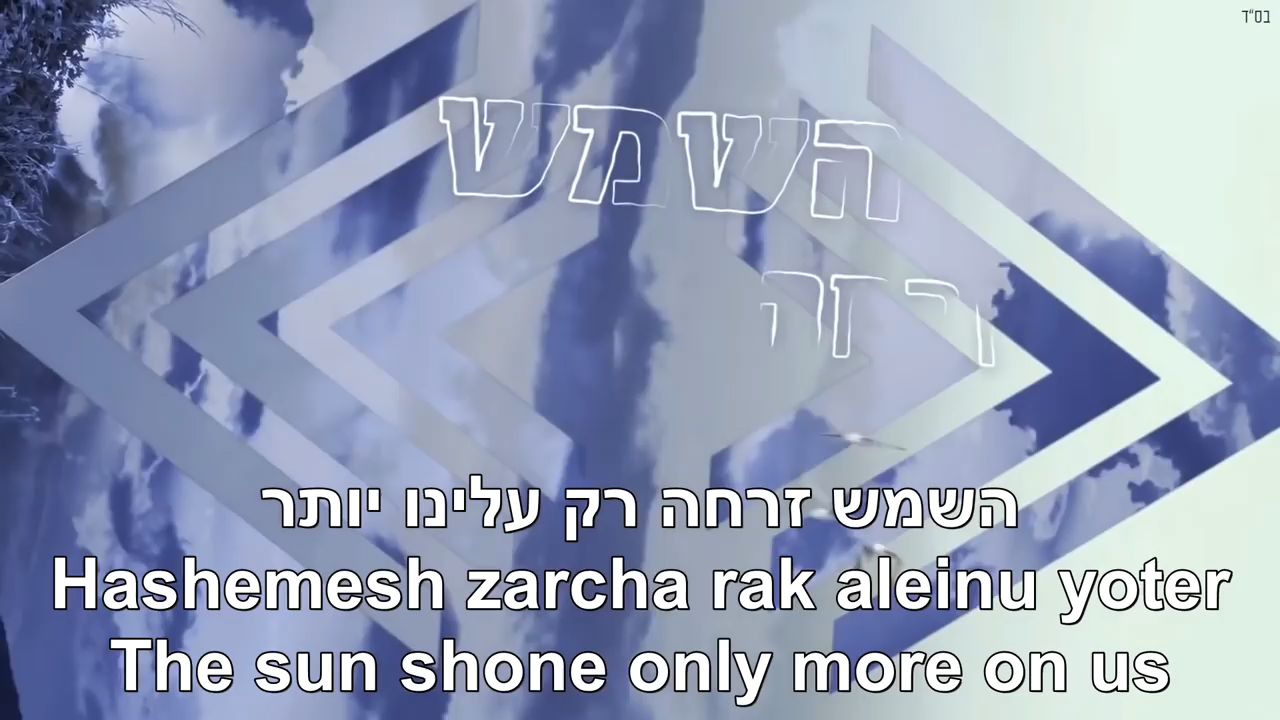 בס"ד
השמש
השמש זרחה רק עלינו יותר
Hashemesh zarcha rak aleinu yoter
The sun shone only more on us